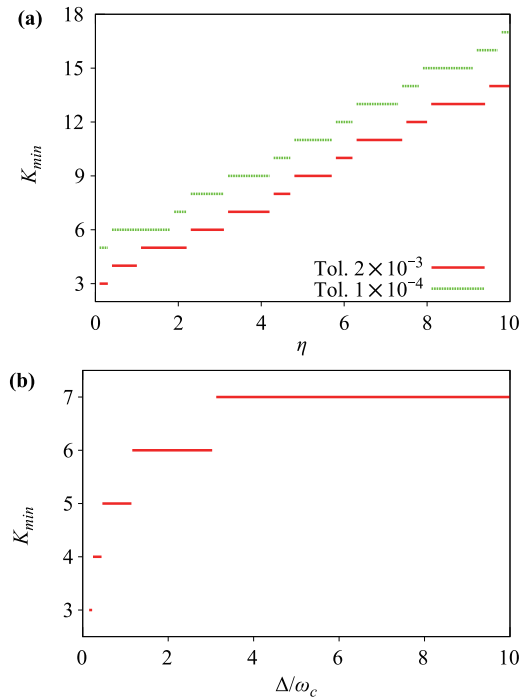 (a)
18
15
12
9
6
3
K_min
Tol. 2 × 10⁻³
Tol. 1 × 10⁻⁴
0 2 4 6 8 10
η
(b)
7
6
5
4
3
K_min
0 2 4 6 8 10
Δ/ω_c